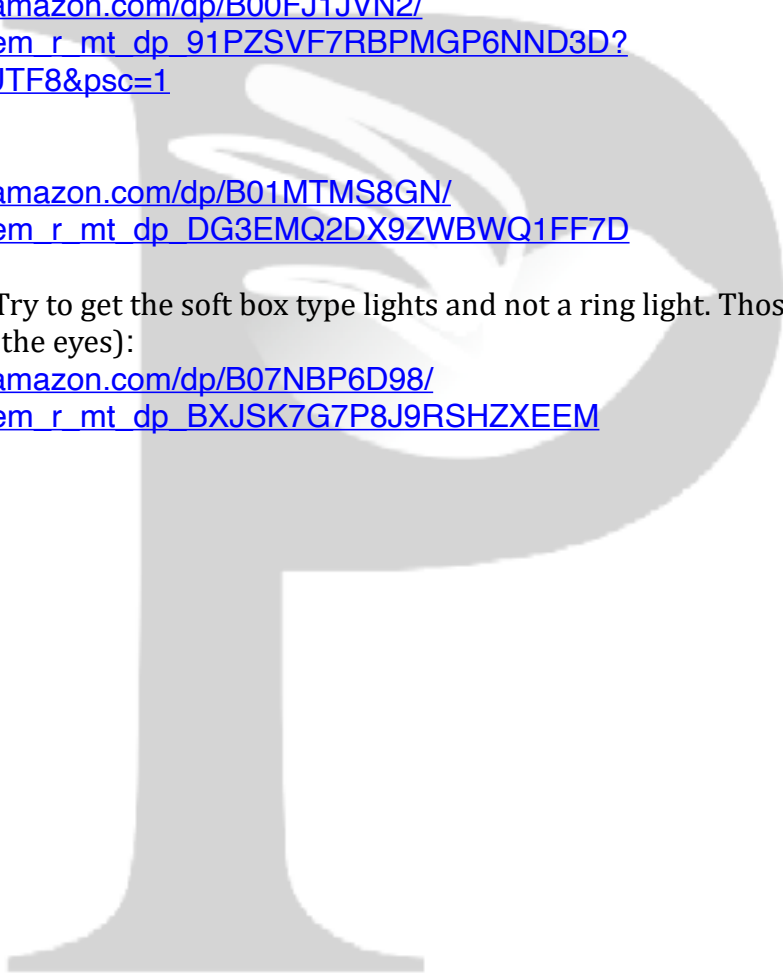 amazon.com/dp/B00FJ1JVN2/
em_r_mt_dp_91PZSVF7RBPMGP6NND3D?
UTF8&psc=1
amazon.com/dp/B01MTMS8GN/
em_r_mt_dp_DG3EMQ2DX9ZWBWQ1FF7D
Try to get the soft box type lights and not a ring light. Thos
the eyes):
amazon.com/dp/B07NBP6D98/
em_r_mt_dp_BXJSK7G7P8J9RSHZXEEM
P